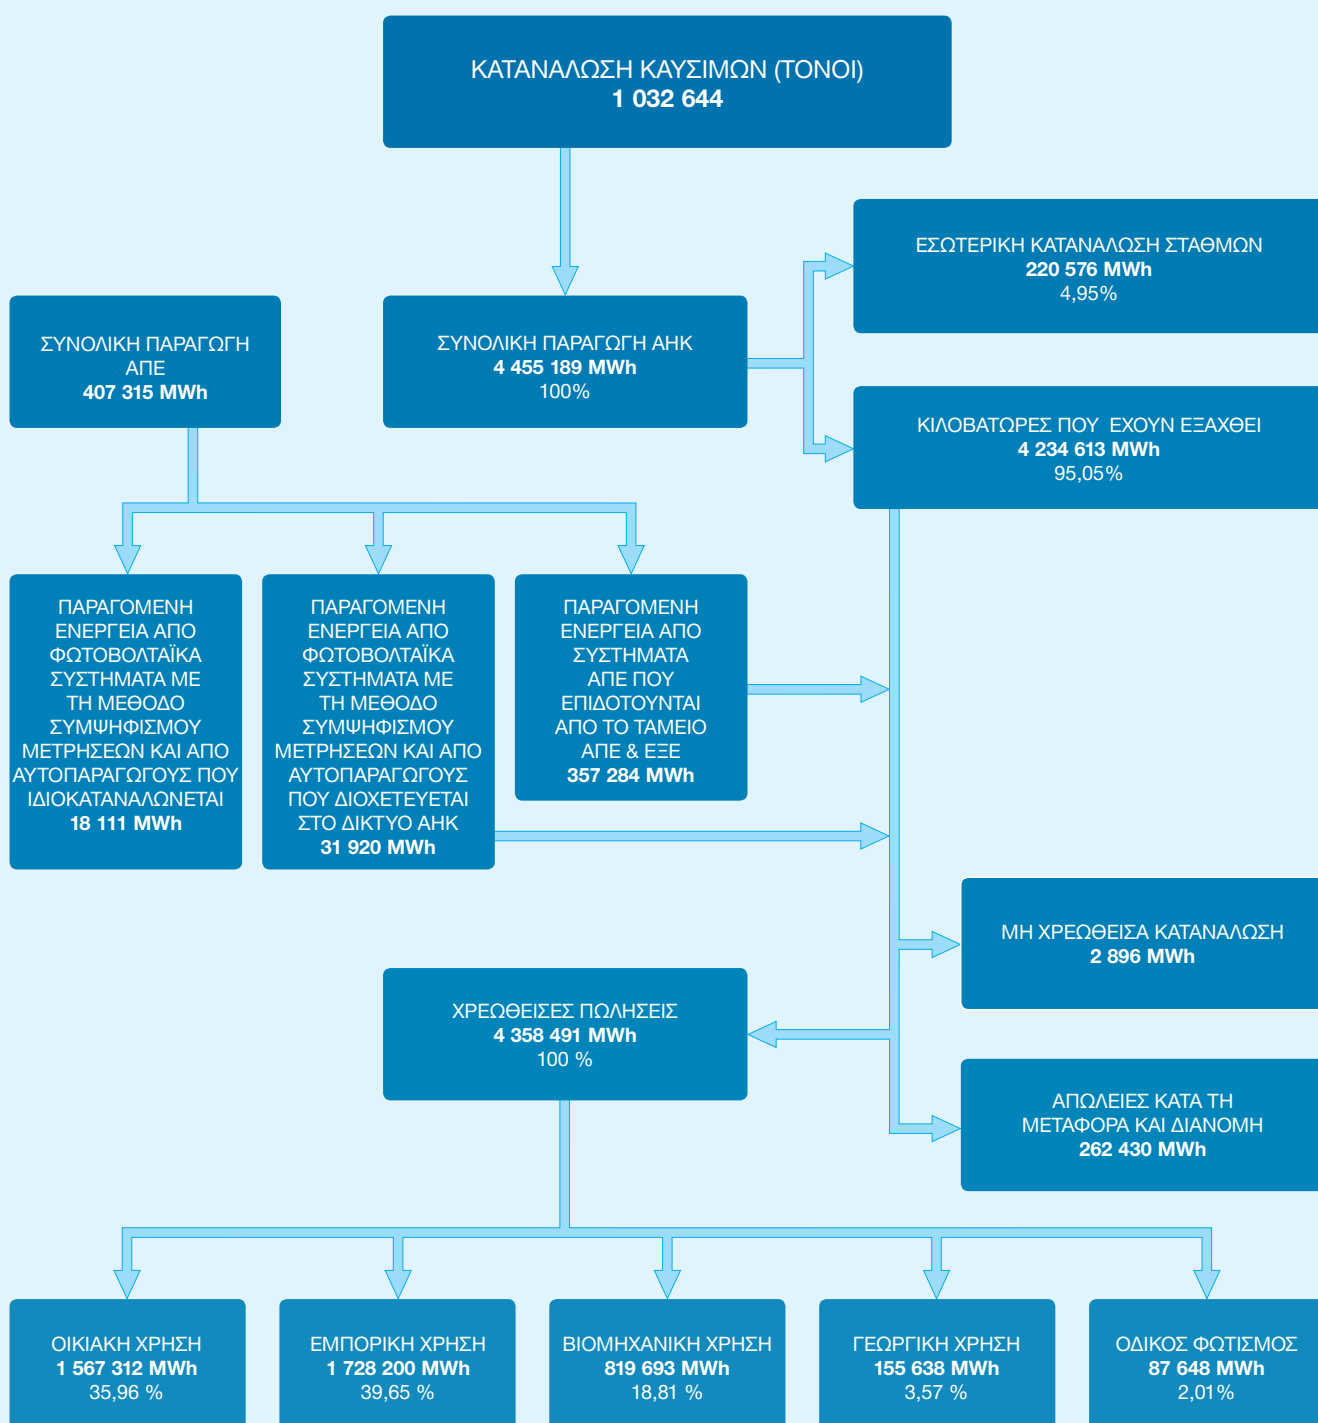 ΚΑΤΑΝΑΛΩΣΗ ΚΑΥΣΙΜΩΝ (ΤΟΝΟΙ)
1 032 644
ΕΣΩΤΕΡΙΚΗ ΚΑΤΑΝΑΛΩΣΗ ΣΤΑΘΜΩΝ
220 576 MWh
4,95%
ΣΥΝΟΛΙΚΗ ΠΑΡΑΓΩΓΗ
ΑΠΕ
407 315 MWh
ΣΥΝΟΛΙΚΗ ΠΑΡΑΓΩΓΗ ΑΗΚ
4 455 189 MWh
100%
ΚΙΛΟΒΑΤΩΡΕΣ ΠΟΥ ΕΧΟΥΝ ΕΞΑΧΘΕΙ
4 234 613 MWh
95,05%
ΠΑΡΑΓΟΜΕΝΗ
ΕΝΕΡΓΕΙΑ ΑΠΟ
ΦΩΤΟΒΟΛΤΑΪΚΑ
ΣΥΣΤΗΜΑΤΑ ΜΕ
ΤΗ ΜΕΘΟΔΟ
ΣΥΜΨΗΦΙΣΜΟΥ
ΜΕΤΡΗΣΕΩΝ ΚΑΙ ΑΠΟ
ΑΥΤΟΠΑΡΑΓΩΓΟΥΣ ΠΟΥ
ΙΔΙΟΚΑΤΑΝΑΛΩΝΕΤΑΙ
18 111 MWh
ΠΑΡΑΓΟΜΕΝΗ
ΕΝΕΡΓΕΙΑ ΑΠΟ
ΦΩΤΟΒΟΛΤΑΪΚΑ
ΣΥΣΤΗΜΑΤΑ ΜΕ
ΤΗ ΜΕΘΟΔΟ
ΣΥΜΨΗΦΙΣΜΟΥ
ΜΕΤΡΗΣΕΩΝ ΚΑΙ ΑΠΟ
ΑΥΤΟΠΑΡΑΓΩΓΟΥΣ
ΠΟΥ ΔΙΟΧΕΤΕΥΕΤΑΙ
ΣΤΟ ΔΙΚΤΥΟ ΑΗΚ
31 920 MWh
ΠΑΡΑΓΟΜΕΝΗ
ΕΝΕΡΓΕΙΑ ΑΠΟ
ΣΥΣΤΗΜΑΤΑ
ΑΠΕ ΠΟΥ
ΕΠΙΔΟΤΟΥΝΤΑΙ
ΑΠΟ ΤΟ ΤΑΜΕΙΟ
ΑΠΕ & ΕΞΕ
357 284 MWh
ΜΗ ΧΡΕΩΘΕΙΣΑ ΚΑΤΑΝΑΛΩΣΗ
2 896 MWh
ΧΡΕΩΘΕΙΣΕΣ ΠΩΛΗΣΕΙΣ
4 358 491 MWh
100 %
ΑΠΩΛΕΙΕΣ ΚΑΤΑ ΤΗ
ΜΕΤΑΦΟΡΑ ΚΑΙ ΔΙΑΝΟΜΗ
262 430 MWh
ΟΙΚΙΑΚΗ ΧΡΗΣΗ
1 567 312 MWh
35,96 %
ΕΜΠΟΡΙΚΗ ΧΡΗΣΗ
1 728 200 MWh
39,65 %
ΒΙΟΜΗΧΑΝΙΚΗ ΧΡΗΣΗ
819 693 MWh
18,81 %
ΓΕΩΡΓΙΚΗ ΧΡΗΣΗ
155 638 MWh
3,57 %
ΟΔΙΚΟΣ ΦΩΤΙΣΜΟΣ
87 648 MWh
2,01%